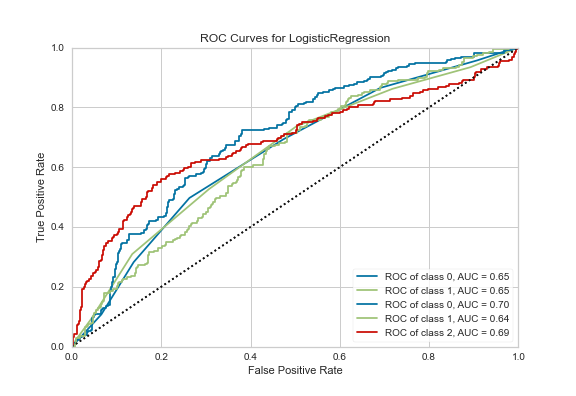 ROC Curves for LogisticRegression
1.0
0.8
0.6
0.4
0.2
0.0
True Positive Rate
ROC of class 0, AUC = 0.65
ROC of class 1, AUC = 0.65
ROC of class 0, AUC = 0.70
ROC of class 1, AUC = 0.64
ROC of class 2, AUC = 0.69
0.0 0.2 0.4 0.6 0.8 1.0
False Positive Rate